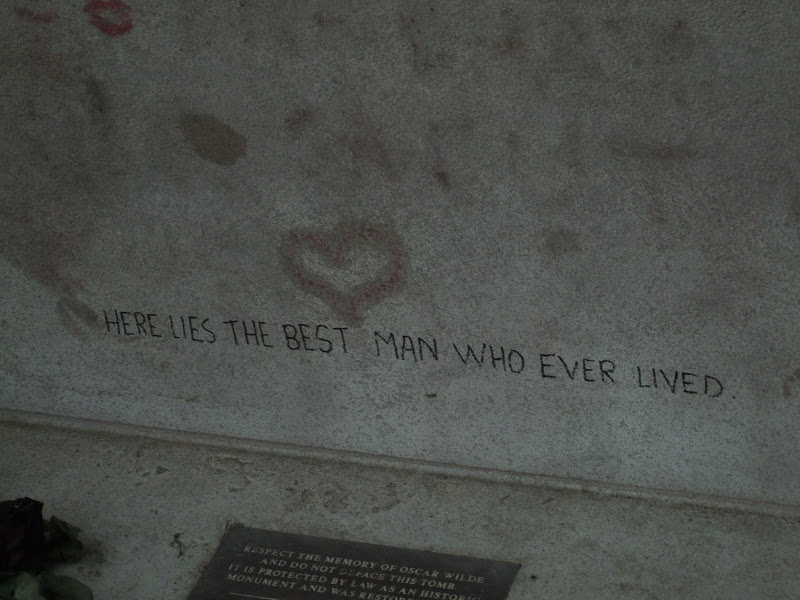 HERE LIES THE BEST MAN WHO EVER LIVED.
RESPECT THE MEMORY OF OSCAR WILDE
AND DO NOT DEFACE THIS TOMB.
IT IS PROTECTED BY LAW AS AN HISTORIC
MONUMENT AND WAS